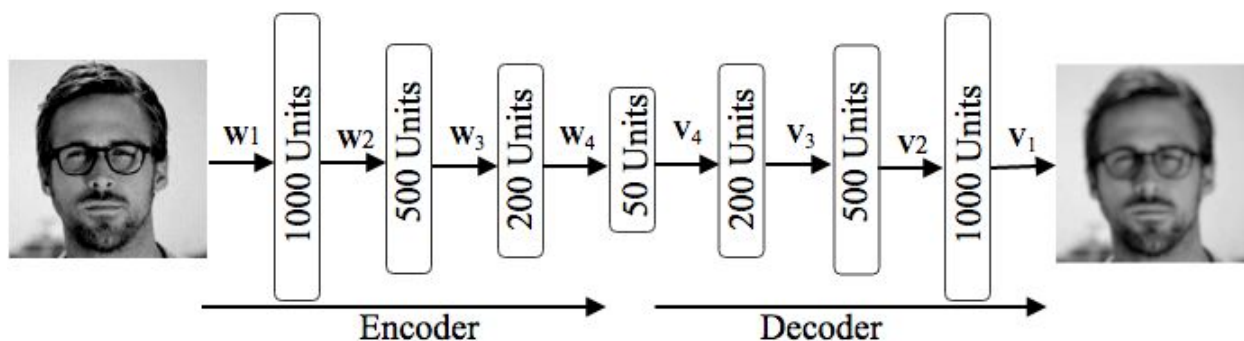 W1
1000 Units
W2
500 Units
W3
200 Units
W4
50 Units
V4
200 Units
V3
500 Units
V2
1000 Units
V1
Encoder
Decoder